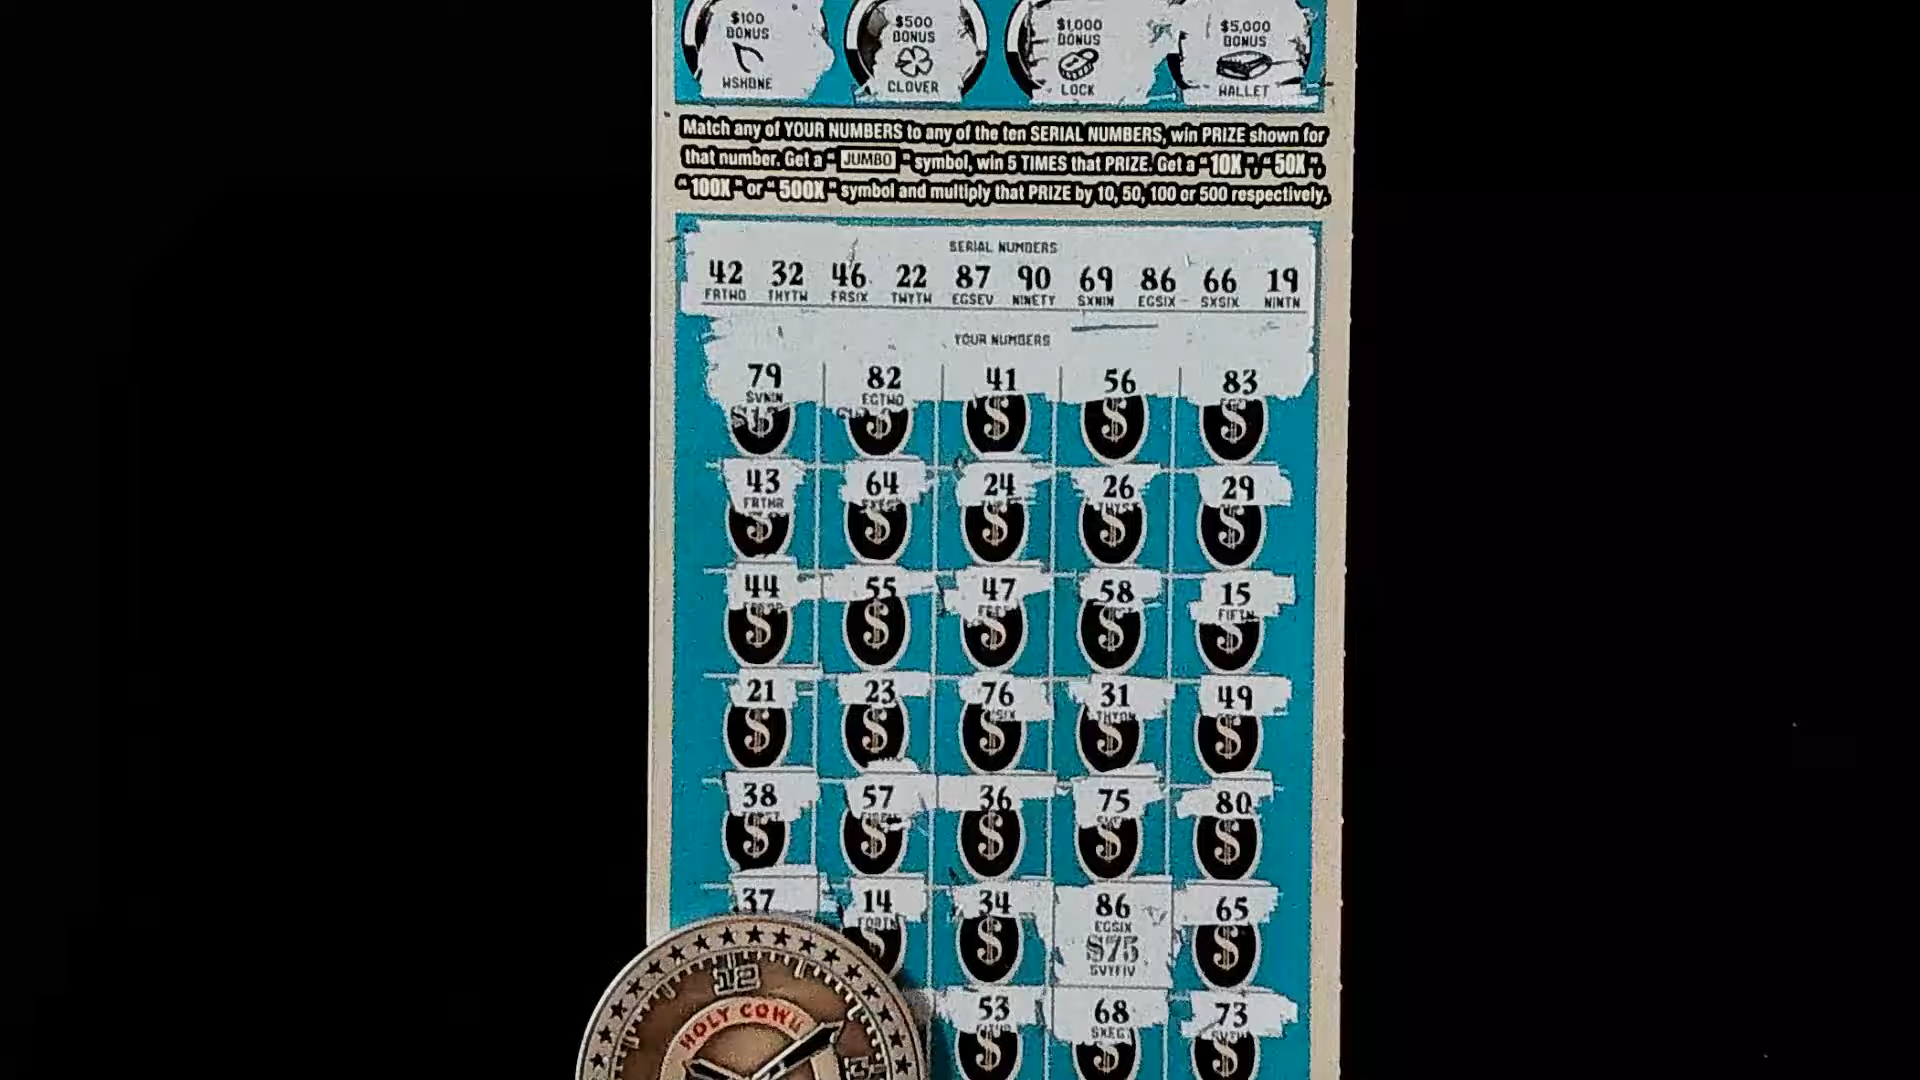 $100 $500 $1,000 $5,000
BONUS BONUS BONUS BONUS
WSHBNE CLOVER LOCK WALLET
Match any of YOUR NUMBERS to any of the ten SERIAL NUMBERS, win PRIZE shown for
that number. Get a "JUMBO" symbol, win 5 TIMES that PRIZE. Get a "10X", "50X",
"100X" or "500X" symbol and multiply that PRIZE by 10, 50, 100 or 500 respectively.
SERIAL NUMBERS
42 32 46 22 87 90 69 86 66 19
FRTWO THYTW FRSIX TWYTW EGSEV NINETY SXNIN EGSIX SXSIX NINTN
YOUR NUMBERS
79 82 41 56 83
SVNIN EGTWO
$ $ $ $ $
43 64 24 26 29
FRTHR
$ $ $ $ $
44 55 47 58 15
FIFTN
$ $ $ $ $
21 23 76 31 49
THYON
$ $ $ $ $
38 57 36 75 80
$ $ $ $ $
37 14 34 86 65
FORTN EGSIX
$ $ $75 $
SVYFIV
53 68 73
SXEGT
$ $ $
12
HOLY COW!!